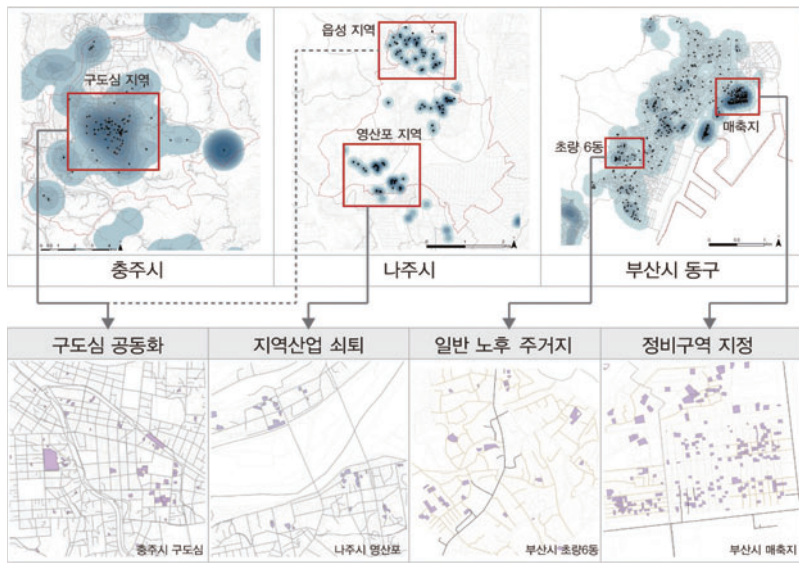 구도심 지역
읍성 지역
영산포 지역
초량 6동
매축지
충주시
나주시
부산시 동구
구도심 공동화
지역산업 쇠퇴
일반 노후 주거지
정비구역 지정
충주시 구도심
나주시 영산포
부산시 초량6동
부산시 매축지